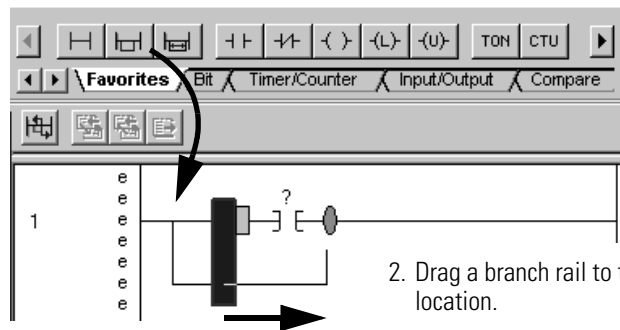 TON CTU
Favorites Bit Timer/Counter Input/Output Compare
e
e
?
1 e
e
e
e
e
2. Drag a branch rail to
location.